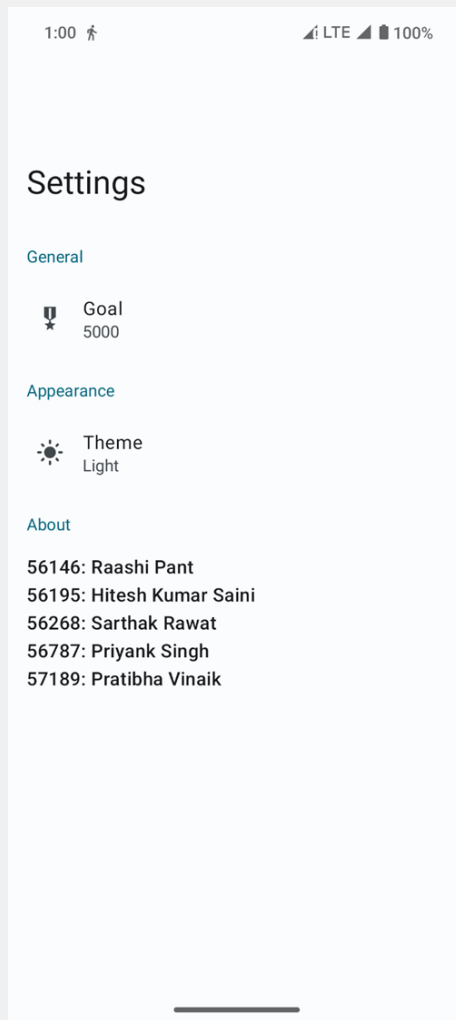 1:00 LTE 100%
Settings
General
Goal
5000
Appearance
Theme
Light
About
56146: Raashi Pant
56195: Hitesh Kumar Saini
56268: Sarthak Rawat
56787: Priyank Singh
57189: Pratibha Vinaik